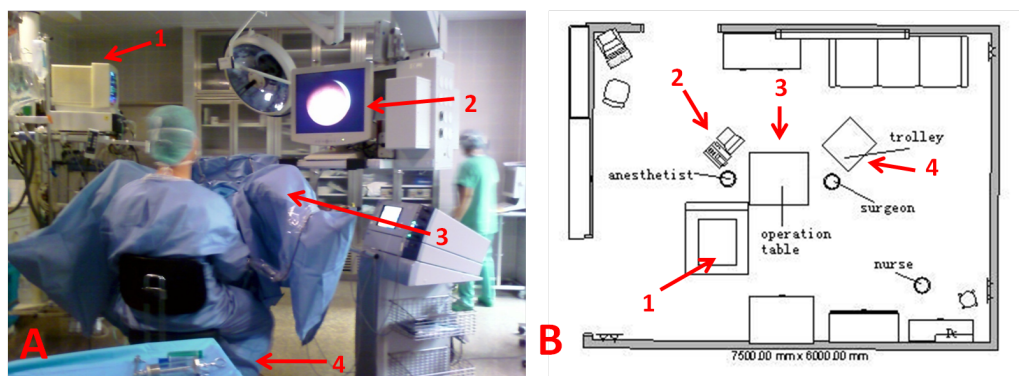 1
2
3
4
A
2
3
trolley
4
anesthetist
surgeon
operation
table
nurse
1
Pc
B
7500.00 mm x 6000.00 mm